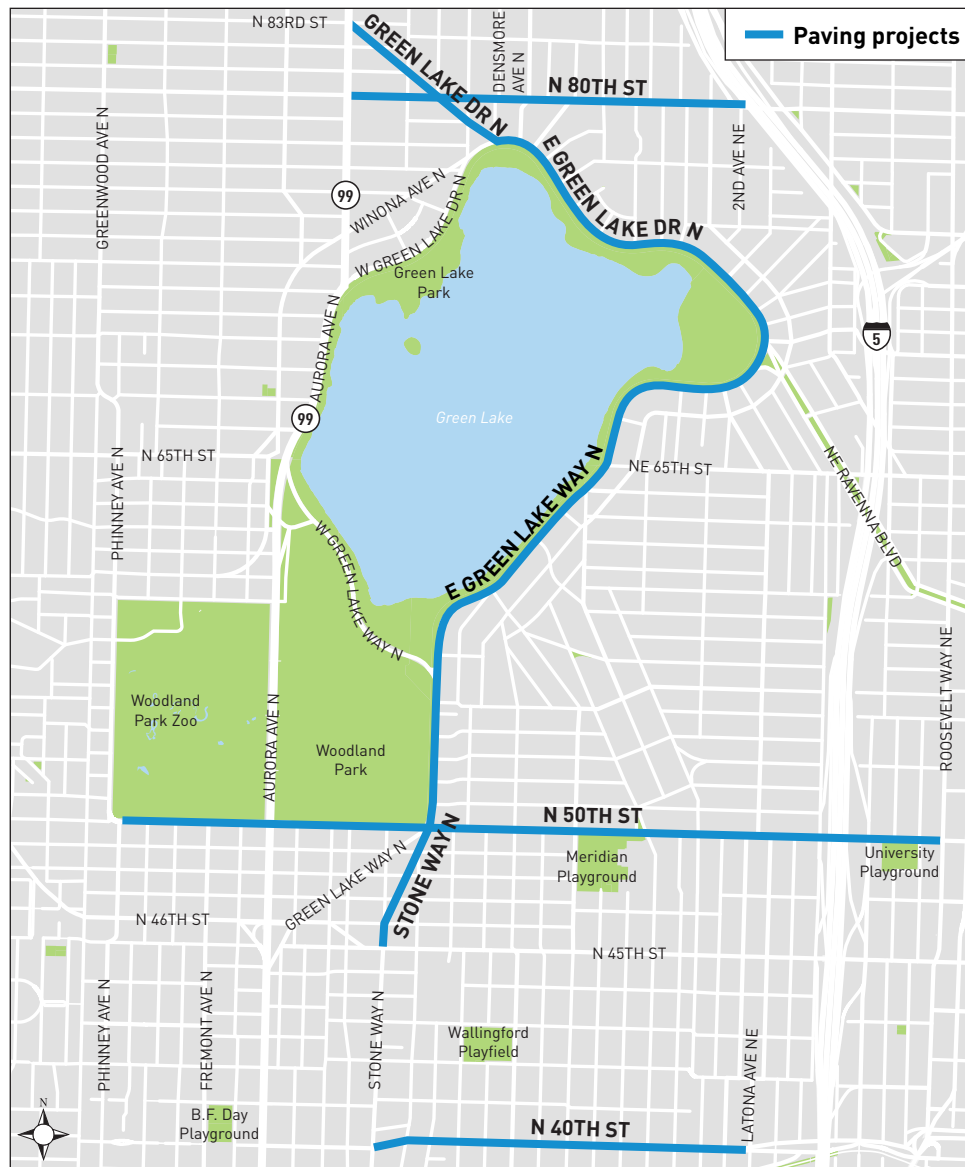 Paving projects
N 83RD ST
GREEN LAKE DR N
DENSMORE
AVE N
N 80TH ST
GREENWOOD AVE N
99
WINONA AVE N
W GREEN LAKE DR N
E GREEN LAKE DR N
2ND AVE NE
Green Lake
Park
AURORA AVE N
5
99
Green Lake
N 65TH ST
NE 65TH ST
PHINNEY AVE N
NE RAVENNA BLVD
E GREEN LAKE WAY N
W GREEN LAKE WAY N
ROOSEVELT WAY NE
Woodland
Park Zoo
AURORA AVE N
Woodland
Park
N 50TH ST
STONE WAY N
GREEN LAKE WAY N
Meridian
Playground
University
Playground
N 46TH ST
N 45TH ST
PHINNEY AVE N
FREMONT AVE N
STONE WAY N
Wallingford
Playfield
LATONA AVE NE
N
B.F. Day
Playground
N 40TH ST